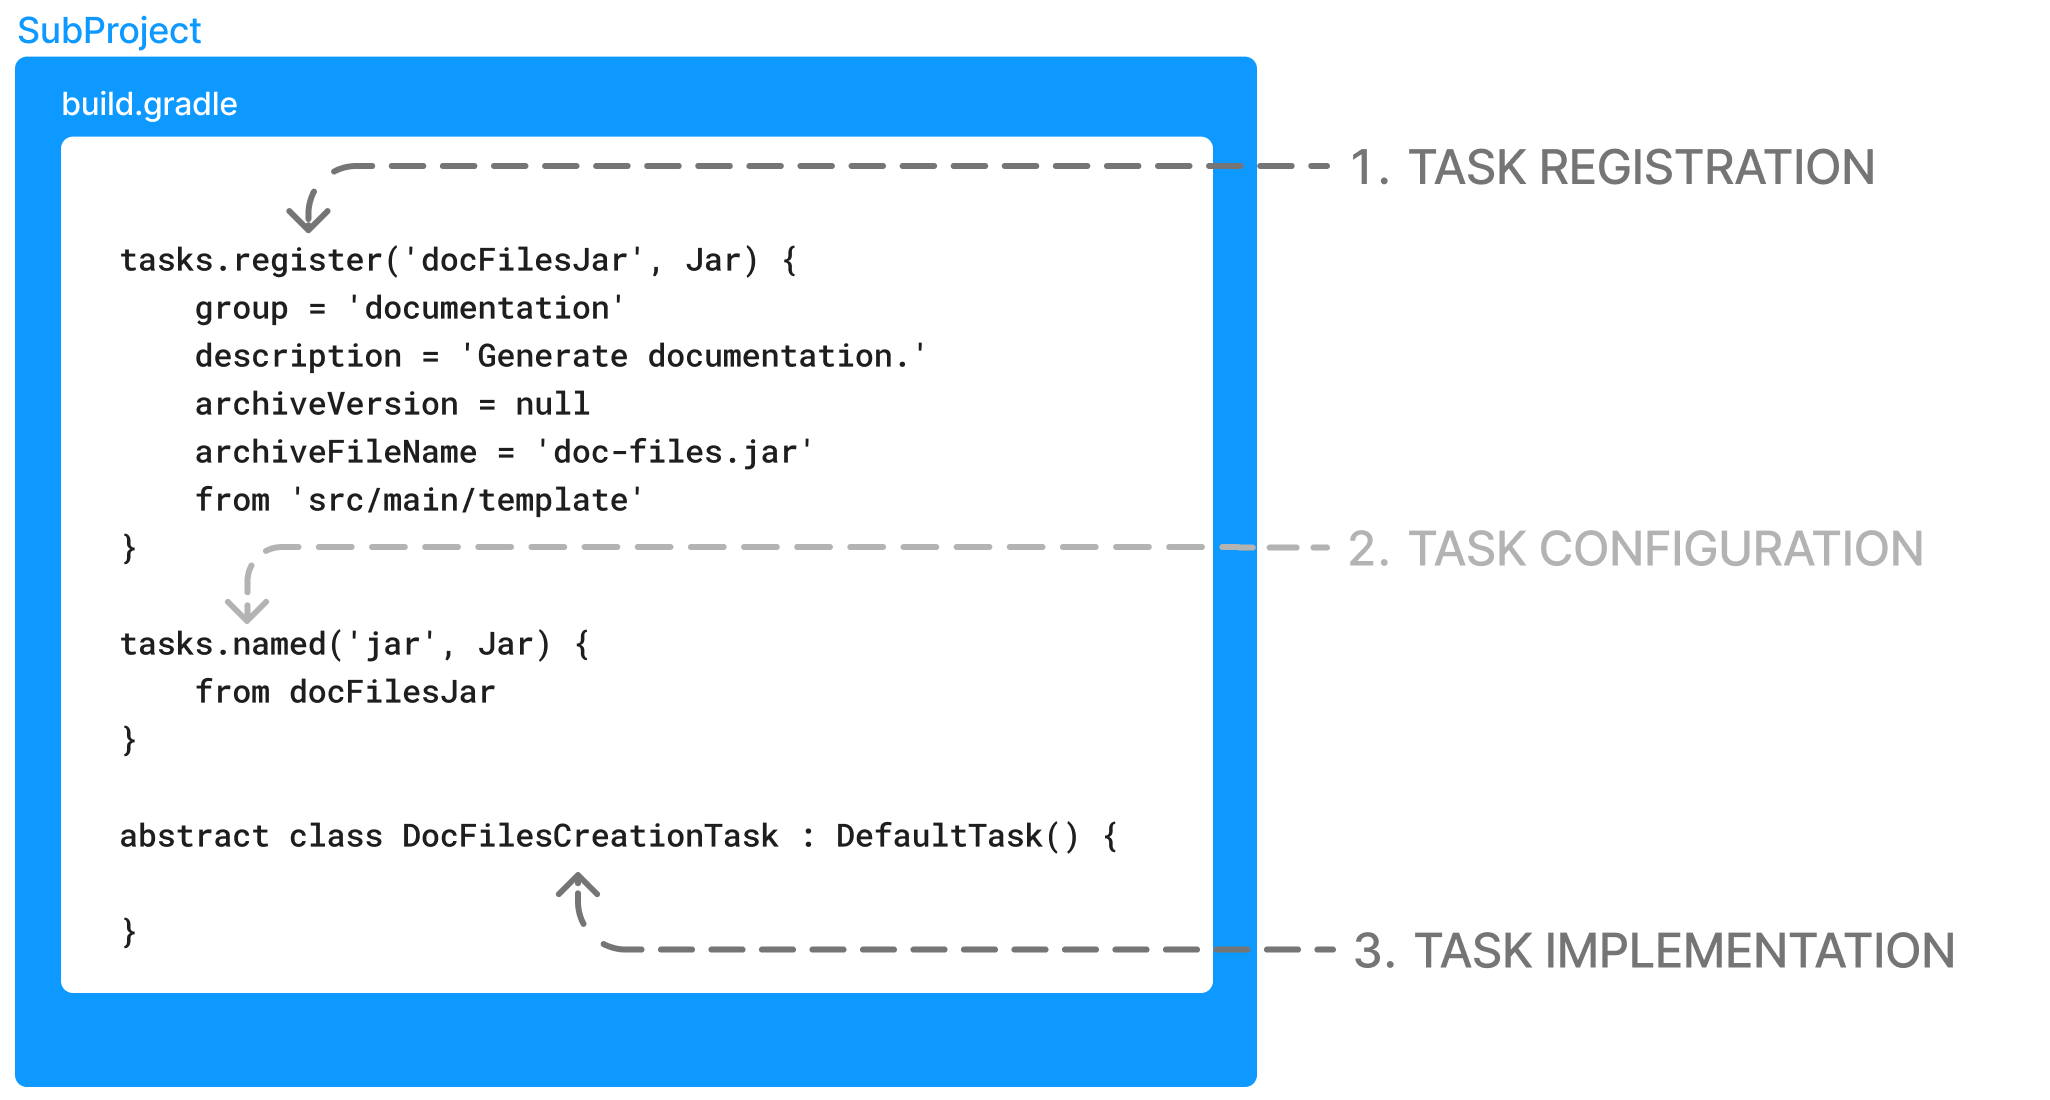 SubProject
build.gradle
1. TASK REGISTRATION
tasks.register('docFilesJar', Jar) {
    group = 'documentation'
    description = 'Generate documentation.'
    archiveVersion = null
    archiveFileName = 'doc-files.jar'
    from 'src/main/template'
}
2. TASK CONFIGURATION
tasks.named('jar', Jar) {
    from docFilesJar
}
abstract class DocFilesCreationTask : DefaultTask() {
}
3. TASK IMPLEMENTATION